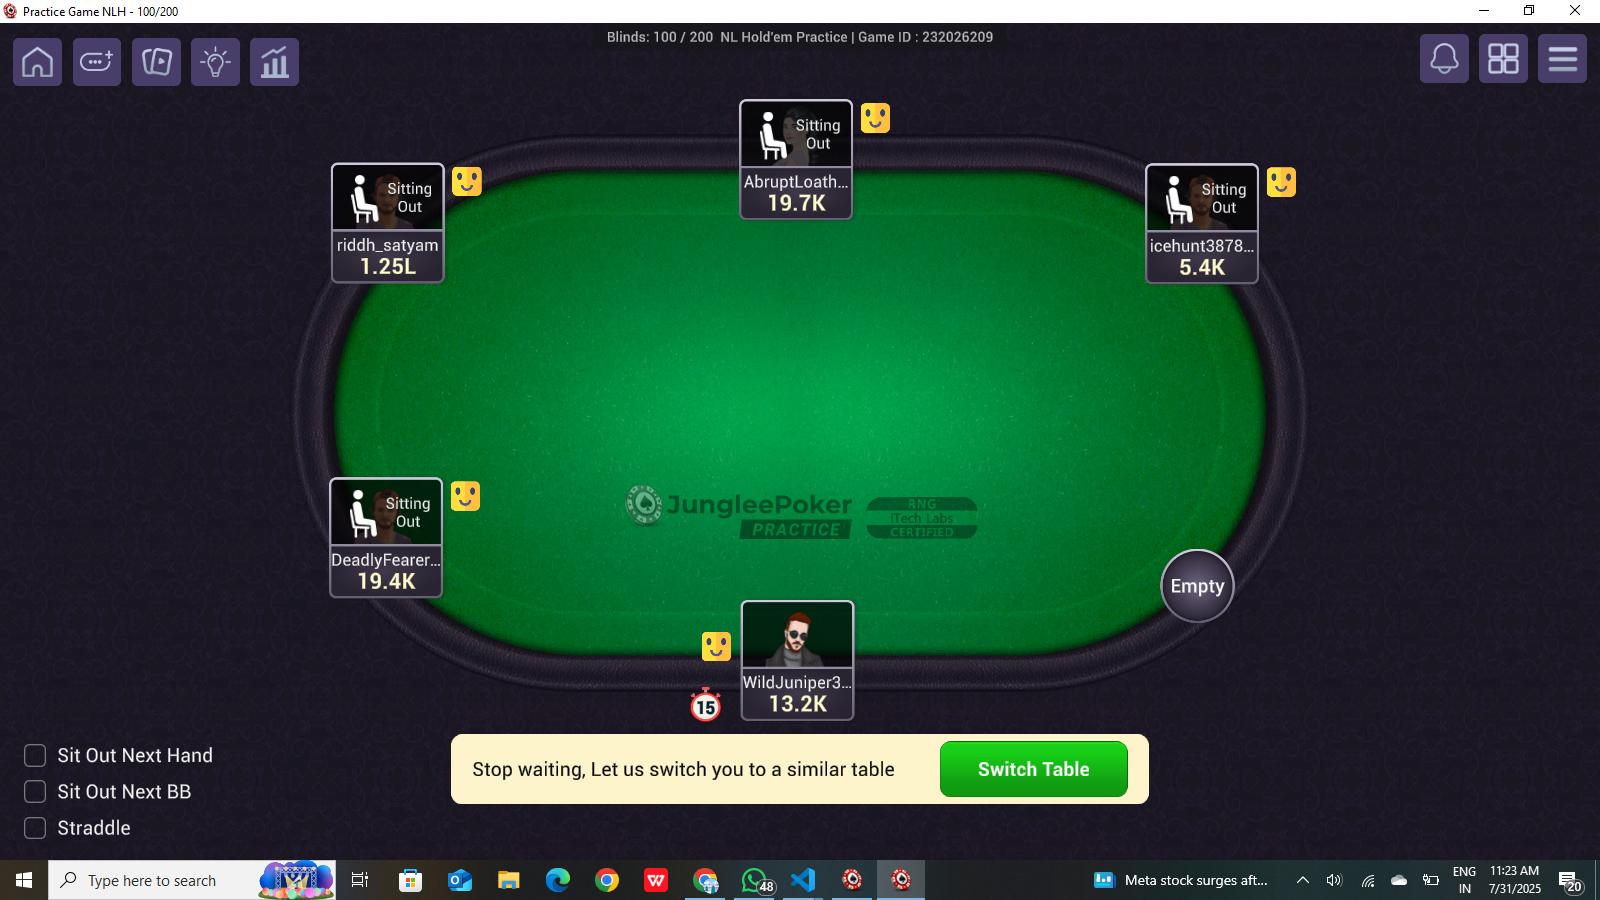 Practice Game NLH - 100/200
Blinds: 100 / 200 NL Hold'em Practice | Game ID : 232026209
Sitting
Out
AbruptLoath...
19.7K
Sitting
Out
riddh_satyam
1.25L
Sitting
Out
icehunt3878...
5.4K
Sitting
Out
DeadlyFearer...
19.4K
JungleePoker
PRACTICE
RNG
iTech Labs
CERTIFIED
Empty
WildJuniper3...
13.2K
15
Stop waiting, Let us switch you to a similar table
Switch Table
Sit Out Next Hand
Sit Out Next BB
Straddle
Type here to search
W
48
Meta stock surges aft...
ENG
IN
11:23 AM
7/31/2025
20